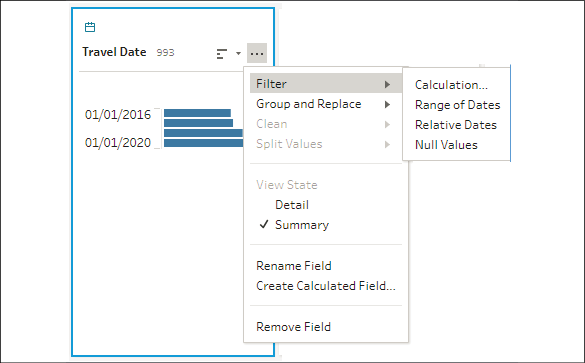 Travel Date 993
01/01/2016
01/01/2020
Filter
Group and Replace
Clean
Split Values
View State
Detail
Summary
Rename Field
Create Calculated Field...
Remove Field
Calculation...
Range of Dates
Relative Dates
Null Values